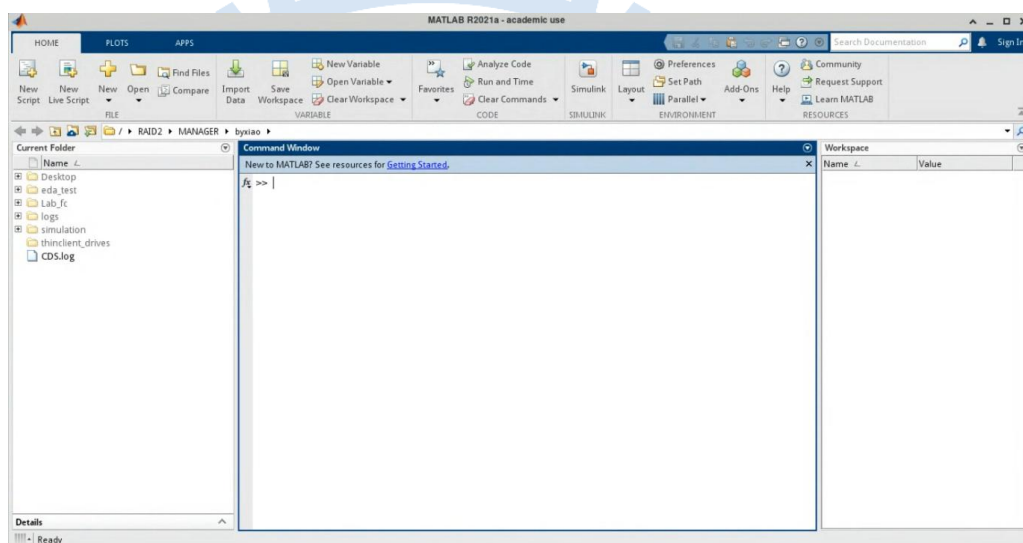 MATLAB R2021a - academic use
HOME PLOTS APPS
Search Documentation
Sign In
New Script
New Live Script
New
Open
Find Files
Compare
Import Data
Save Workspace
New Variable
Open Variable
Clear Workspace
Favorites
Analyze Code
Run and Time
Clear Commands
Simulink
Layout
Preferences
Set Path
Parallel
Add-Ons
Help
Community
Request Support
Learn MATLAB
FILE VARIABLE CODE SIMULINK ENVIRONMENT RESOURCES
/ RAID2 MANAGER byxiao
Current Folder
Name
Desktop
eda_test
Lab_fc
logs
simulation
thinclient_drives
CDS.log
Details
Command Window
New to MATLAB? See resources for Getting Started.
fx >>
Workspace
Name Value
Ready